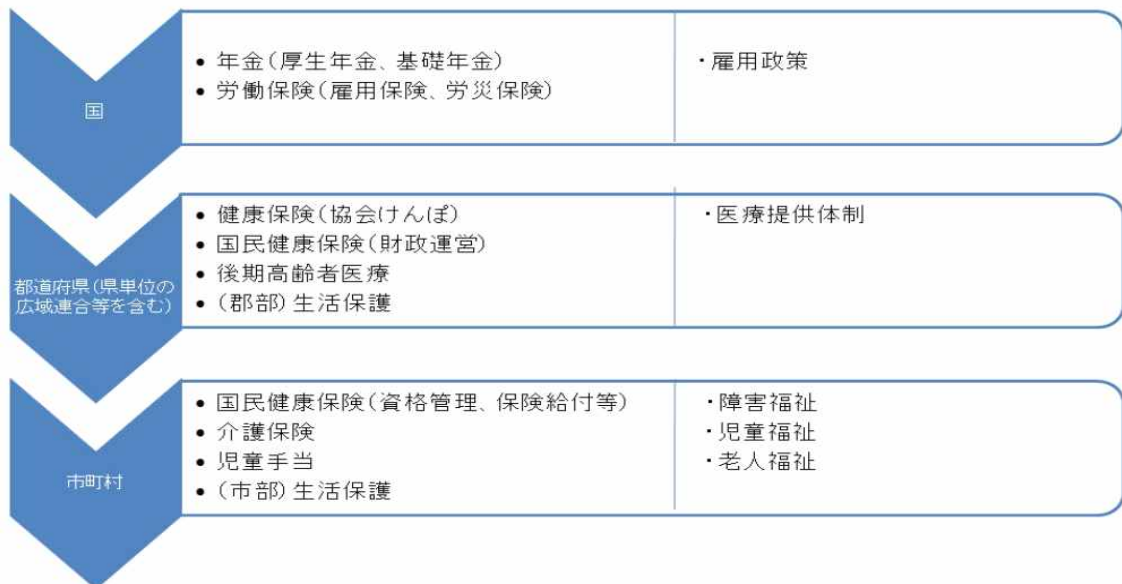 国
• 年金(厚生年金、基礎年金)
• 労働保険(雇用保険、労災保険)
・雇用政策
都道府県(県単位の
広域連合等を含む)
• 健康保険(協会けんぽ)
• 国民健康保険(財政運営)
• 後期高齢者医療
• (郡部)生活保護
・医療提供体制
市町村
• 国民健康保険(資格管理、保険給付等)
• 介護保険
• 児童手当
• (市部)生活保護
・障害福祉
・児童福祉
・老人福祉